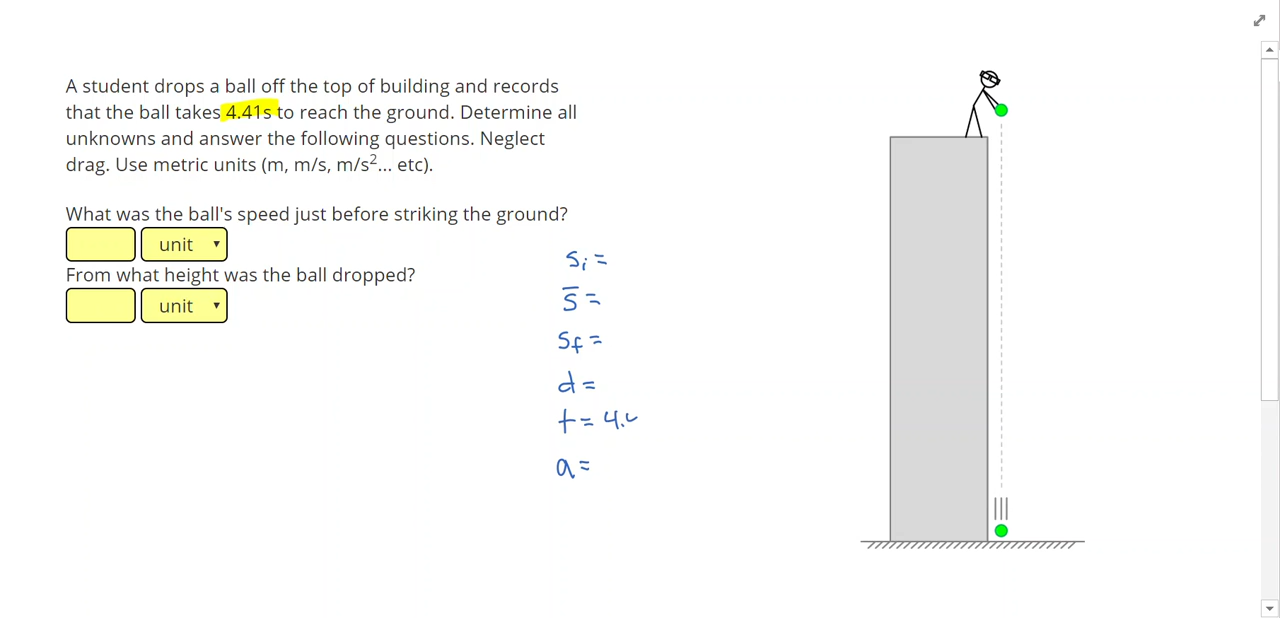 A student drops a ball off the top of building and records
that the ball takes 4.41s to reach the ground. Determine all
unknowns and answer the following questions. Neglect
drag. Use metric units (m, m/s, m/s²... etc).
What was the ball's speed just before striking the ground?
unit
From what height was the ball dropped?
unit
sᵢ =
s̄ =
sf =
d =
t = 4.
a =